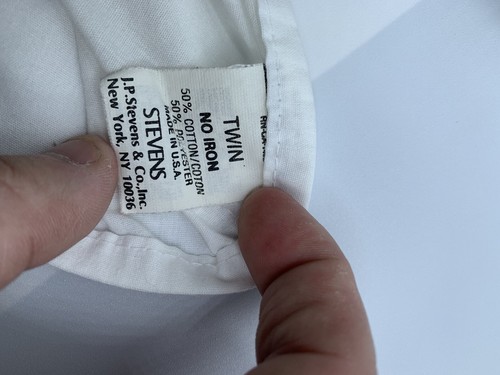 TWIN
NO IRON
50% COTTON/COTON
50% POLYESTER
MADE IN U.S.A.
STEVENS
J.P.Stevens & Co.,Inc.
New York, NY 10036